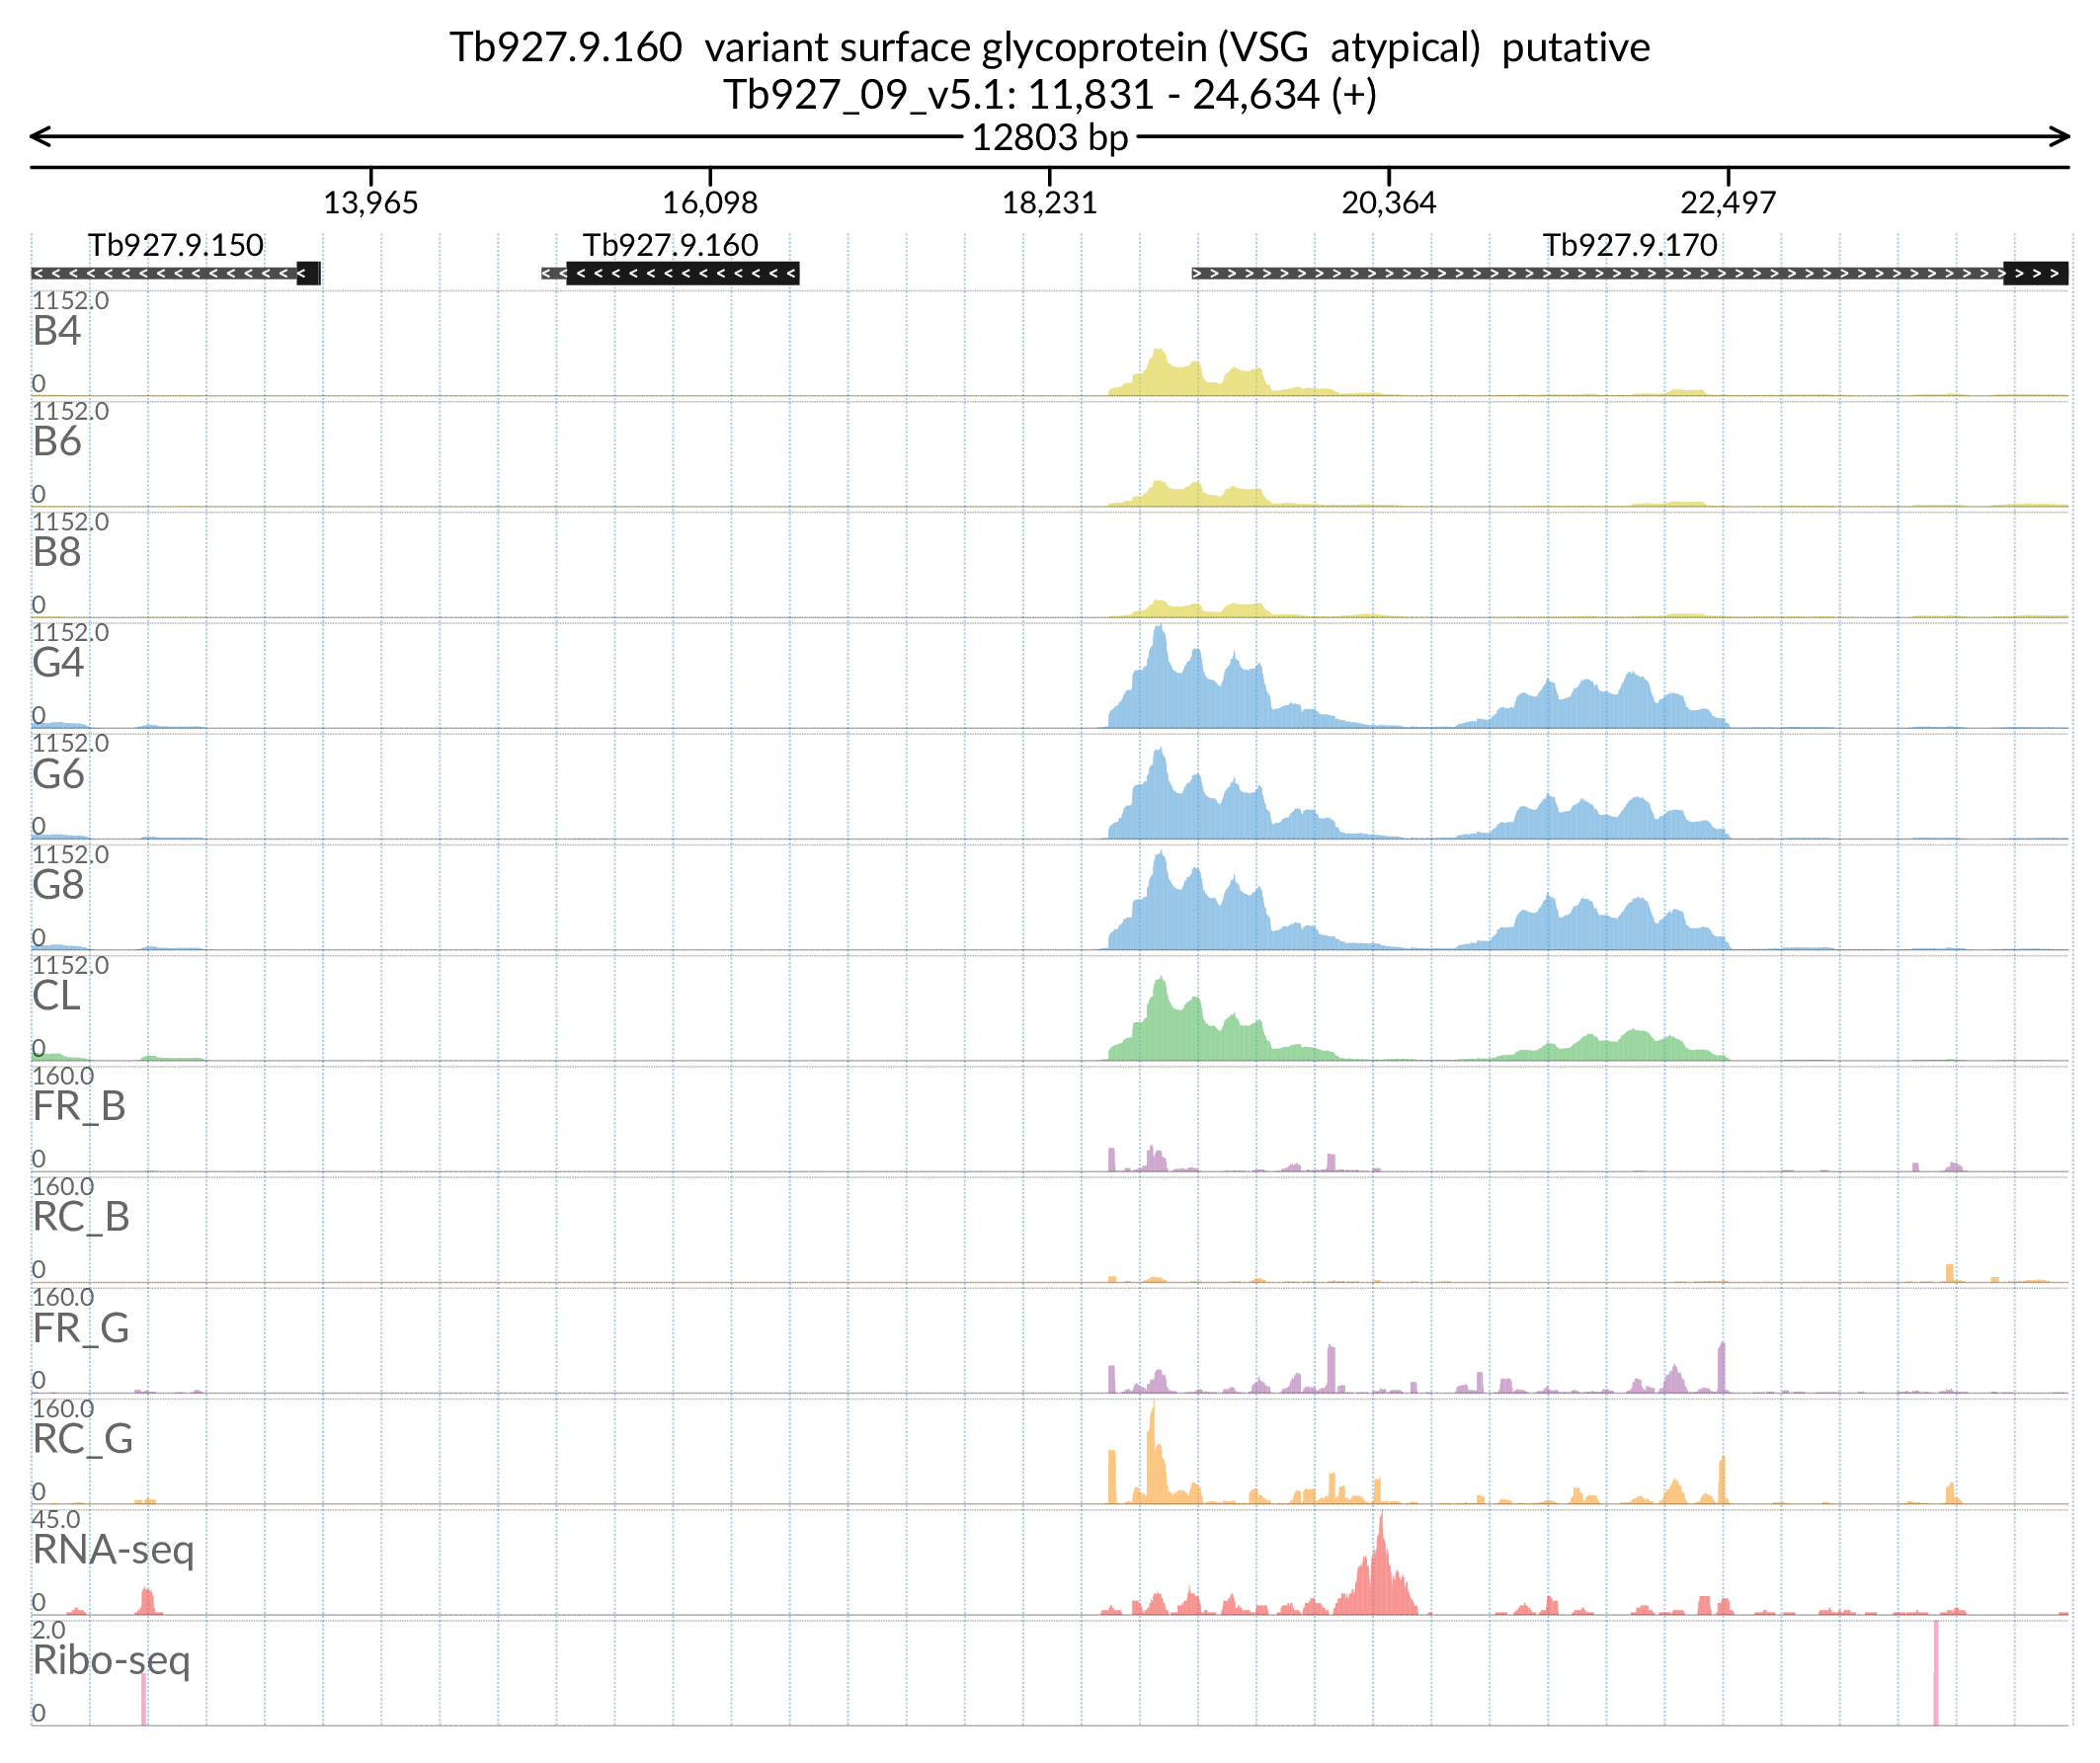 Tb927.9.160 variant surface glycoprotein (VSG atypical) putative
Tb927_09_v5.1: 11,831 - 24,634 (+)
12803 bp
13,965 16,098 18,231 20,364 22,497
Tb927.9.150 Tb927.9.160 Tb927.9.170
1152.0
B4
0
1152.0
B6
0
1152.0
B8
0
1152.0
G4
0
1152.0
G6
0
1152.0
G8
0
1152.0
CL
0
160.0
FR_B
0
160.0
RC_B
0
160.0
FR_G
0
160.0
RC_G
0
45.0
RNA-seq
0
2.0
Ribo-seq
0